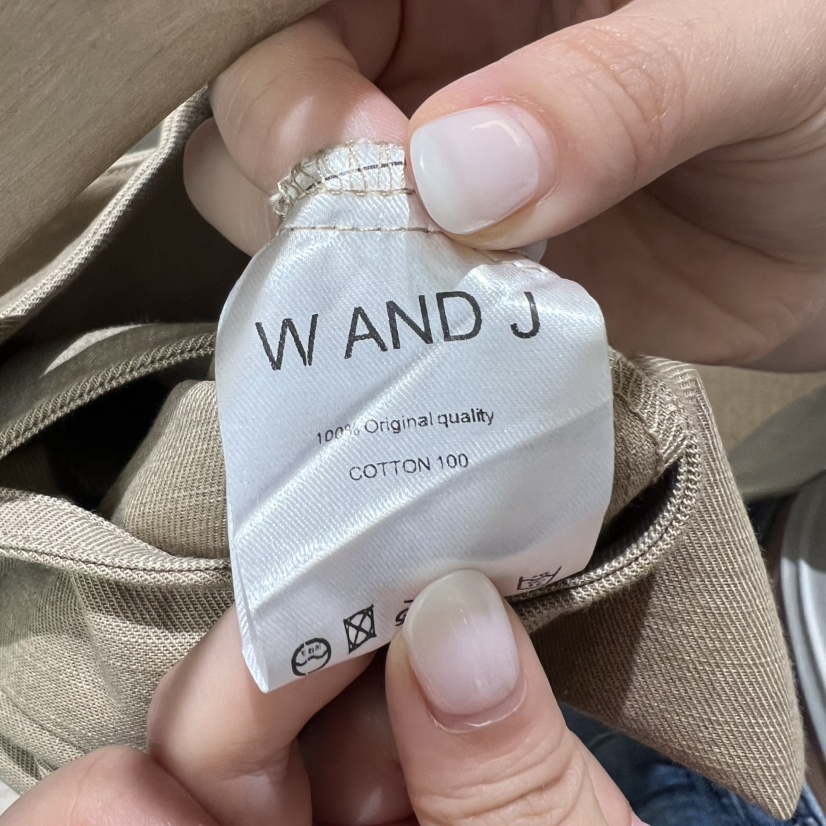 W AND J
100% Original quality
COTTON 100